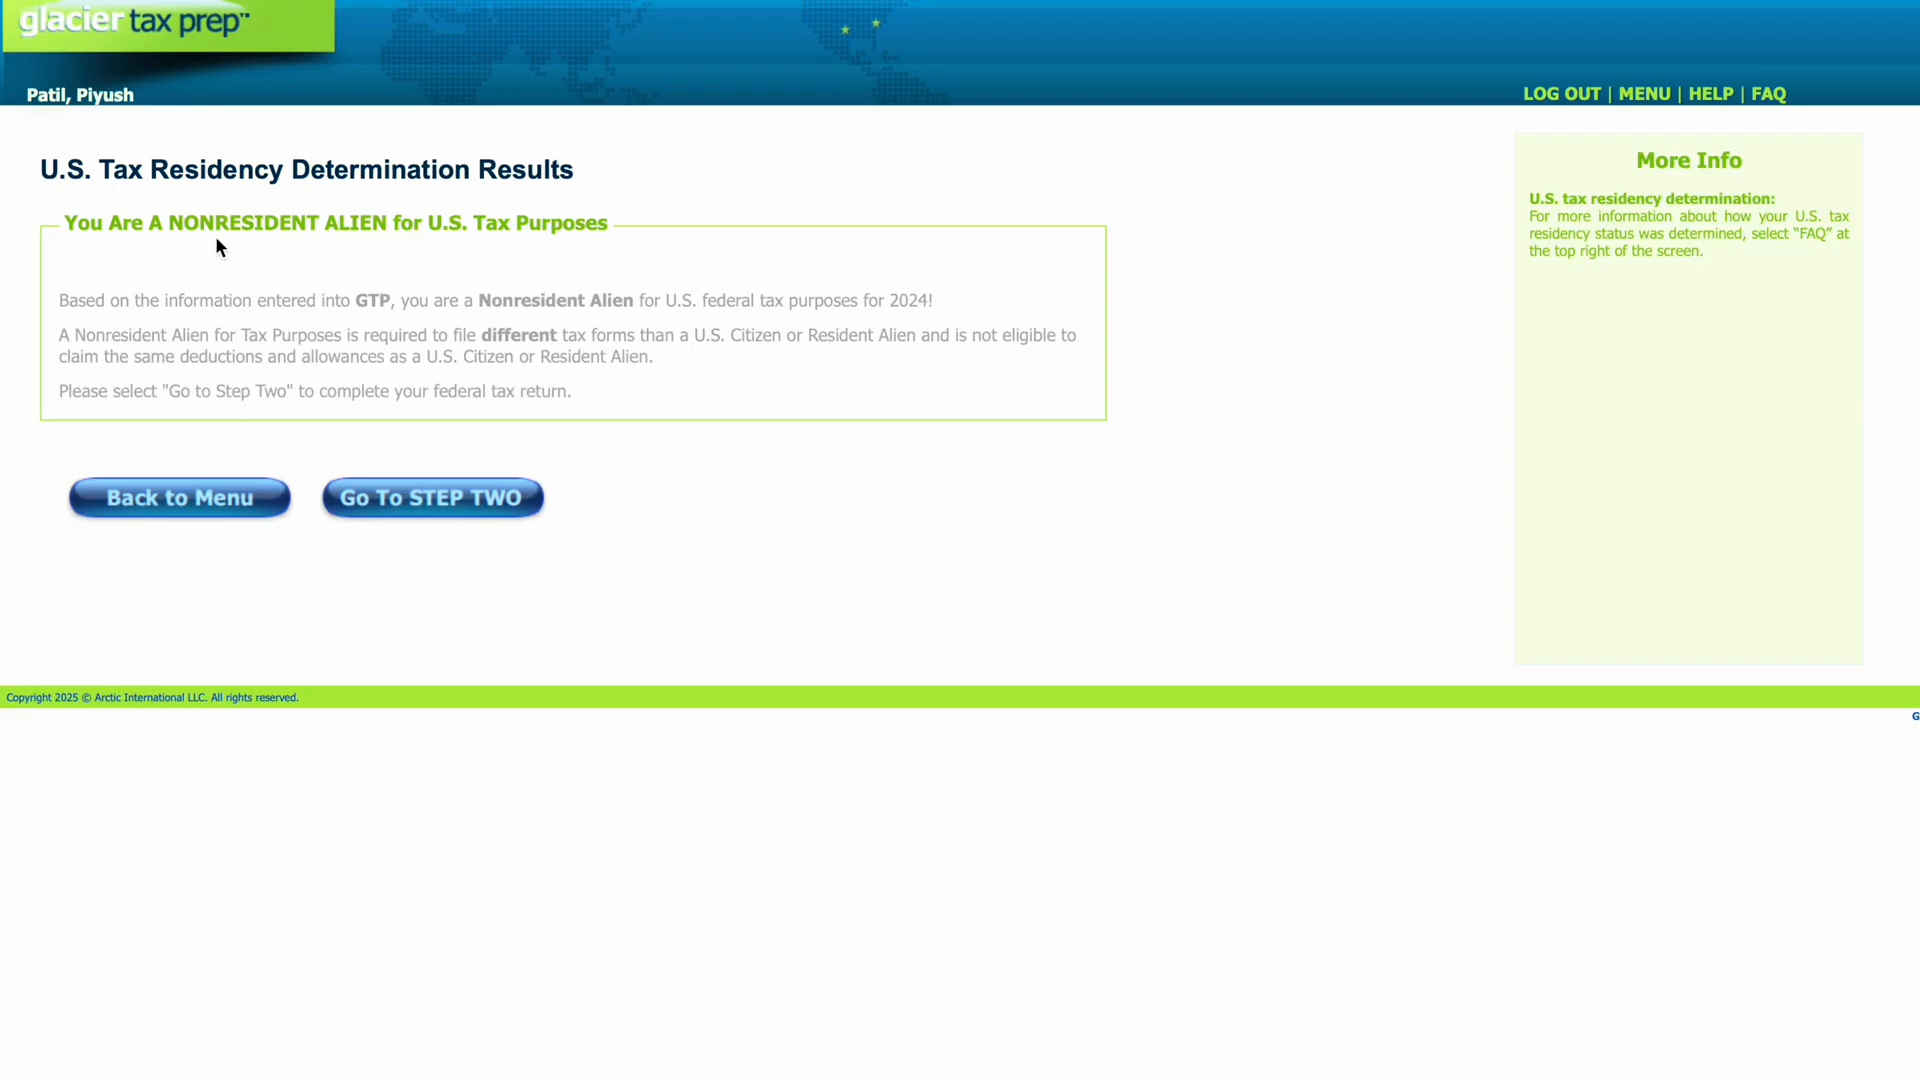 glacier tax prep™
Patil, Piyush
LOG OUT | MENU | HELP | FAQ
U.S. Tax Residency Determination Results
You Are A NONRESIDENT ALIEN for U.S. Tax Purposes
Based on the information entered into GTP, you are a Nonresident Alien for U.S. federal tax purposes for 2024!
A Nonresident Alien for Tax Purposes is required to file different tax forms than a U.S. Citizen or Resident Alien and is not eligible to
claim the same deductions and allowances as a U.S. Citizen or Resident Alien.
Please select "Go to Step Two" to complete your federal tax return.
Back to Menu
Go To STEP TWO
More Info
U.S. tax residency determination:
For more information about how your U.S. tax
residency status was determined, select “FAQ” at
the top right of the screen.
Copyright 2025 © Arctic International LLC. All rights reserved.
G